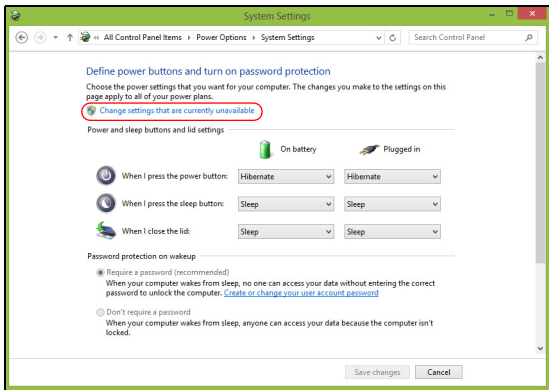 System Settings
« All Control Panel Items › Power Options › System Settings
Search Control Panel
Define power buttons and turn on password protection
Choose the power settings that you want for your computer. The changes you make to the settings on this
page apply to all of your power plans.
Change settings that are currently unavailable
Power and sleep buttons and lid settings
On battery Plugged in
When I press the power button: Hibernate Hibernate
When I press the sleep button: Sleep Sleep
When I close the lid: Sleep Sleep
Password protection on wakeup
Require a password (recommended)
When your computer wakes from sleep, no one can access your data without entering the correct
password to unlock the computer. Create or change your user account password
Don't require a password
When your computer wakes from sleep, anyone can access your data because the computer isn't
locked.
Save changes Cancel